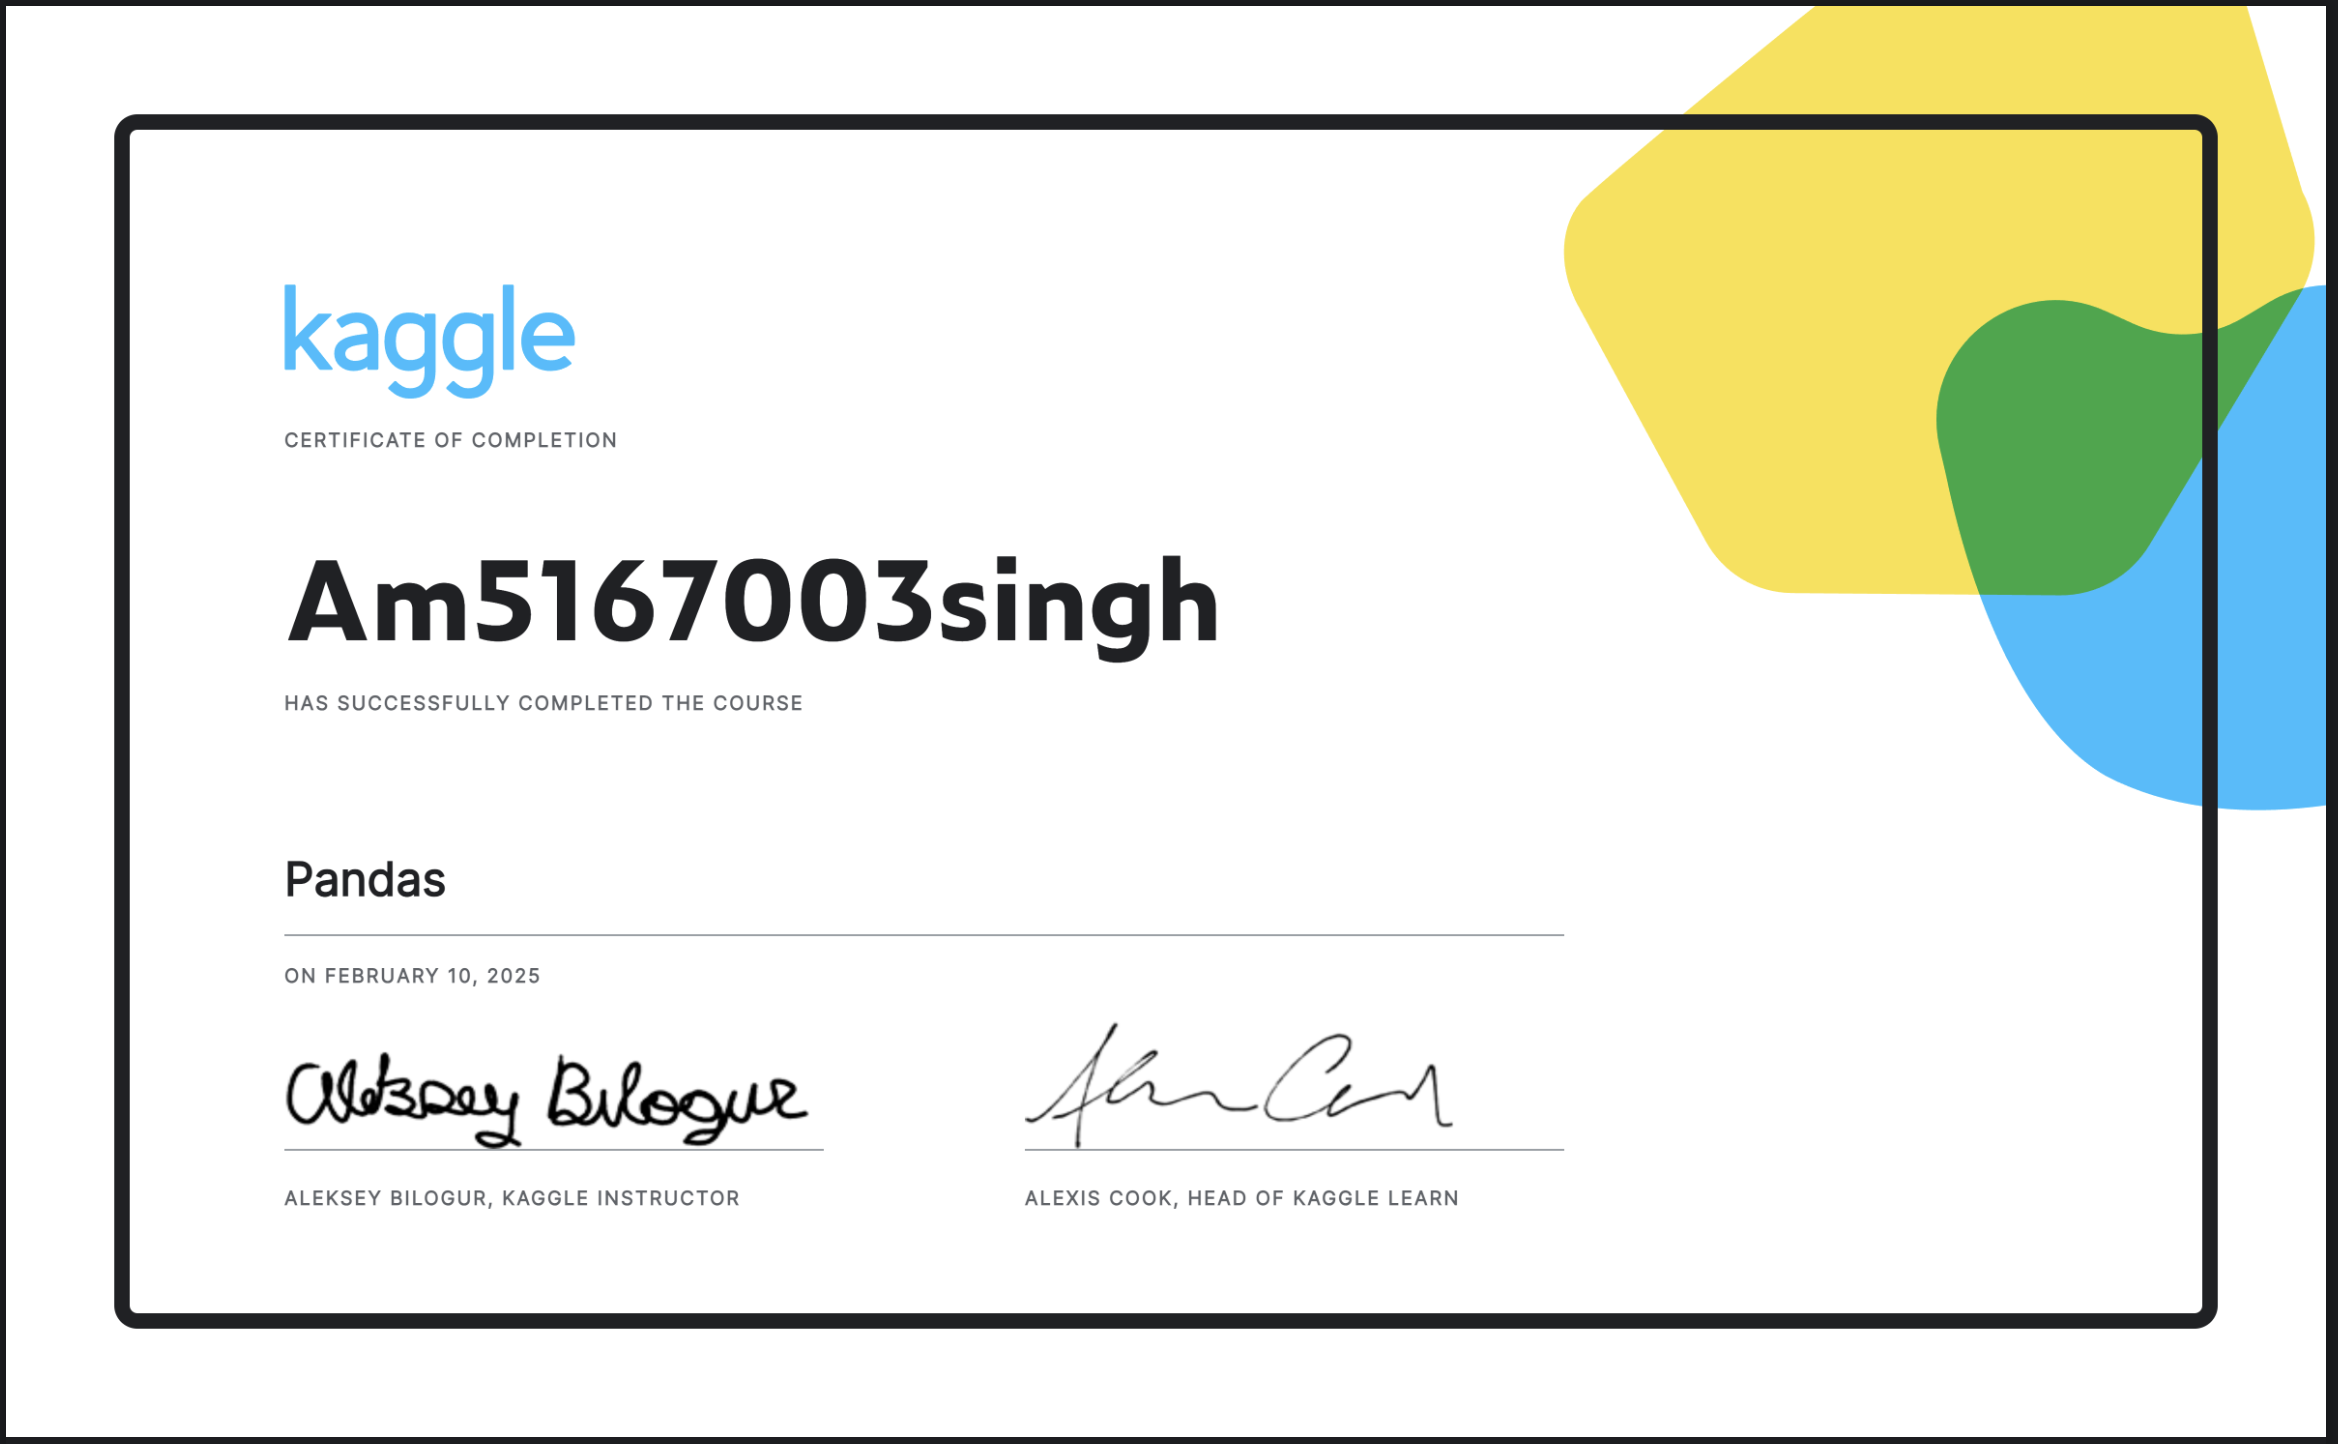 kaggle
CERTIFICATE OF COMPLETION
Am5167003singh
HAS SUCCESSFULLY COMPLETED THE COURSE
Pandas
ON FEBRUARY 10, 2025
Aleksey Bilogur
ALEKSEY BILOGUR, KAGGLE INSTRUCTOR
ALEXIS COOK, HEAD OF KAGGLE LEARN